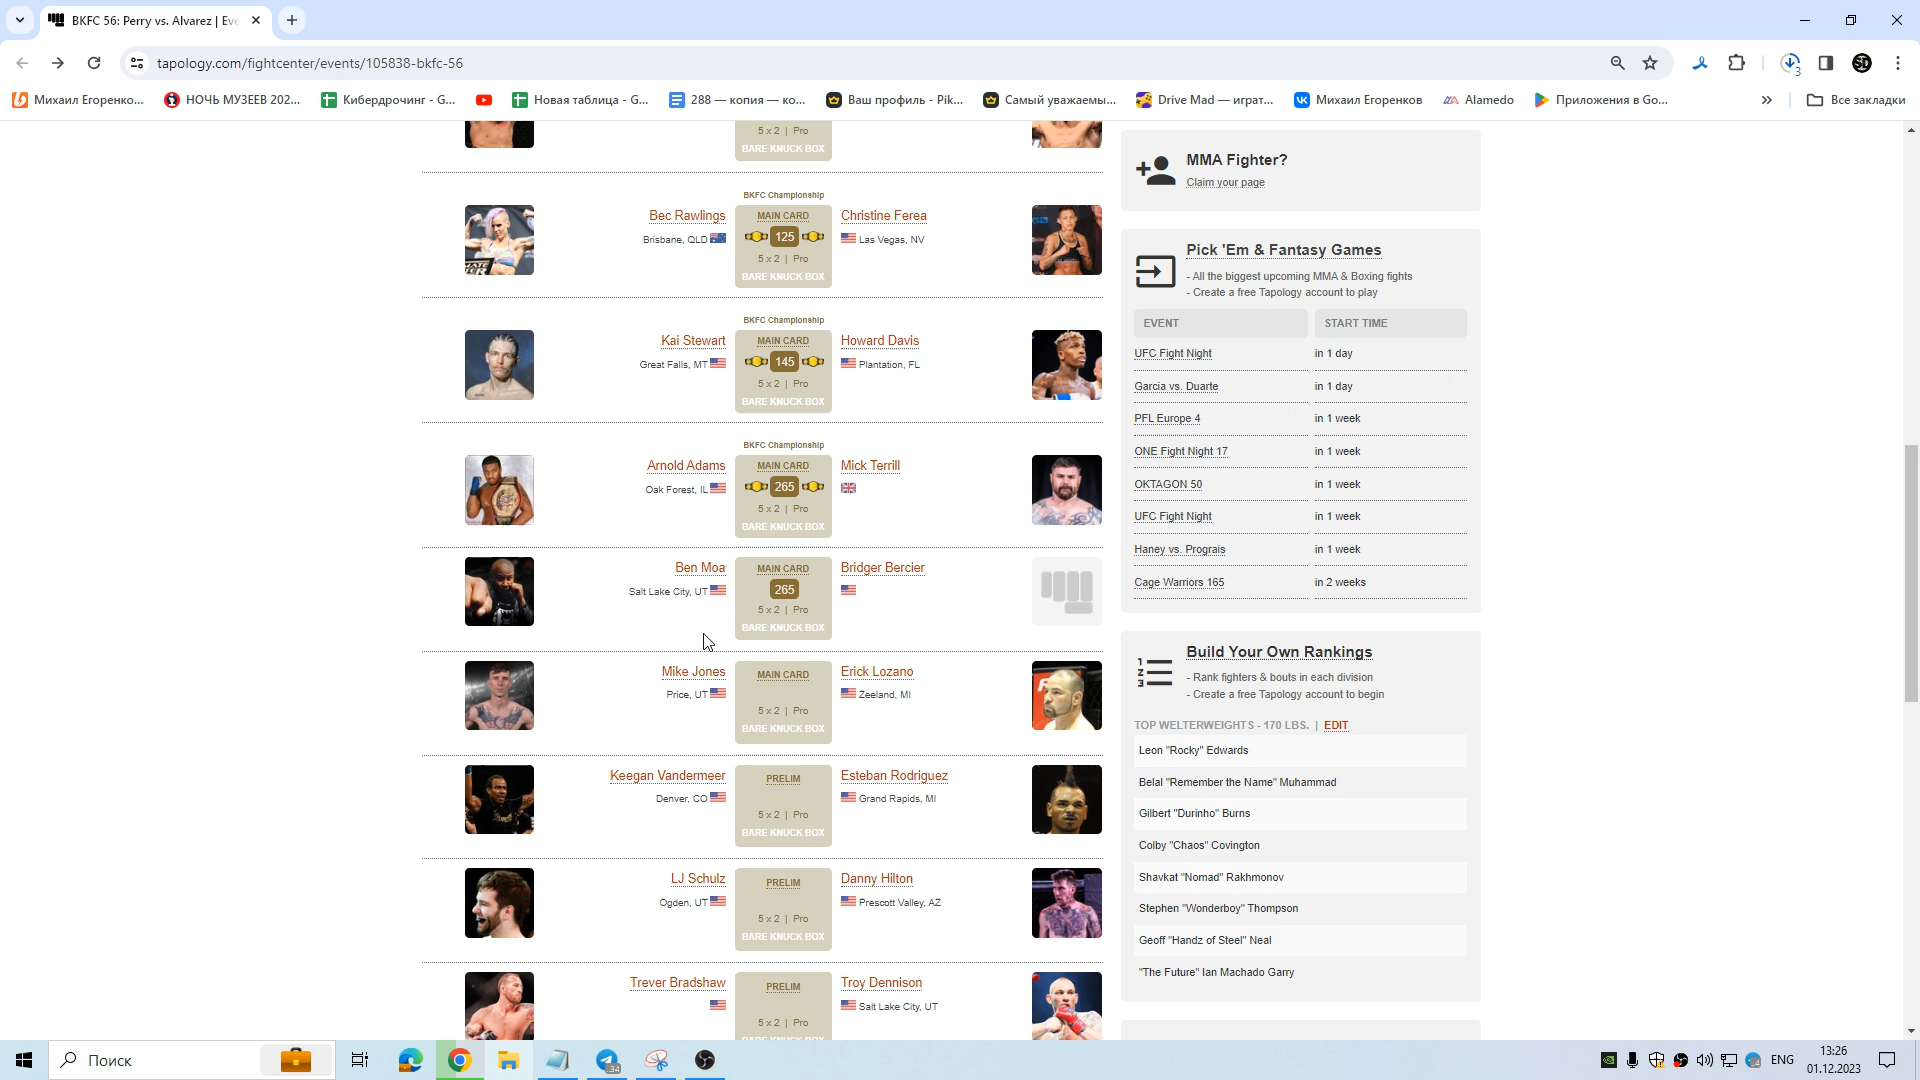 BKFC 56: Perry vs. Alvarez | Eve
tapology.com/fightcenter/events/105838-bkfc-56
3
SD
Михаил Егоренко...
НОЧЬ МУЗЕЕВ 202...
Кибердрочинг - G...
Новая таблица - G...
288 — копия — ко...
Ваш профиль - Pik...
Самый уважаемы...
Drive Mad — играт...
Михаил Егоренков
Alamedo
Приложения в Go...
Все закладки
5 x 2 | Pro
BARE KNUCK BOX
BKFC Championship
Bec Rawlings
MAIN CARD
Christine Ferea
Brisbane, QLD
125
Las Vegas, NV
5 x 2 | Pro
BARE KNUCK BOX
BKFC Championship
Kai Stewart
MAIN CARD
Howard Davis
Great Falls, MT
145
Plantation, FL
5 x 2 | Pro
BARE KNUCK BOX
BKFC Championship
Arnold Adams
MAIN CARD
Mick Terrill
Oak Forest, IL
265
5 x 2 | Pro
BARE KNUCK BOX
Ben Moa
MAIN CARD
Bridger Bercier
Salt Lake City, UT
265
5 x 2 | Pro
BARE KNUCK BOX
Mike Jones
MAIN CARD
Erick Lozano
Price, UT
Zeeland, MI
5 x 2 | Pro
BARE KNUCK BOX
Keegan Vandermeer
PRELIM
Esteban Rodriguez
Denver, CO
Grand Rapids, MI
5 x 2 | Pro
BARE KNUCK BOX
LJ Schulz
PRELIM
Danny Hilton
Ogden, UT
Prescott Valley, AZ
5 x 2 | Pro
BARE KNUCK BOX
Trever Bradshaw
PRELIM
Troy Dennison
Salt Lake City, UT
5 x 2 | Pro
MMA Fighter?
Claim your page
Pick 'Em & Fantasy Games
- All the biggest upcoming MMA & Boxing fights
- Create a free Tapology account to play
EVENT
START TIME
UFC Fight Night
in 1 day
Garcia vs. Duarte
in 1 day
PFL Europe 4
in 1 week
ONE Fight Night 17
in 1 week
OKTAGON 50
in 1 week
UFC Fight Night
in 1 week
Haney vs. Prograis
in 1 week
Cage Warriors 165
in 2 weeks
Build Your Own Rankings
- Rank fighters & bouts in each division
- Create a free Tapology account to begin
TOP WELTERWEIGHTS - 170 LBS. | EDIT
Leon "Rocky" Edwards
Belal "Remember the Name" Muhammad
Gilbert "Durinho" Burns
Colby "Chaos" Covington
Shavkat "Nomad" Rakhmonov
Stephen "Wonderboy" Thompson
Geoff "Handz of Steel" Neal
"The Future" Ian Machado Garry
Поиск
34
ENG
13:26
01.12.2023